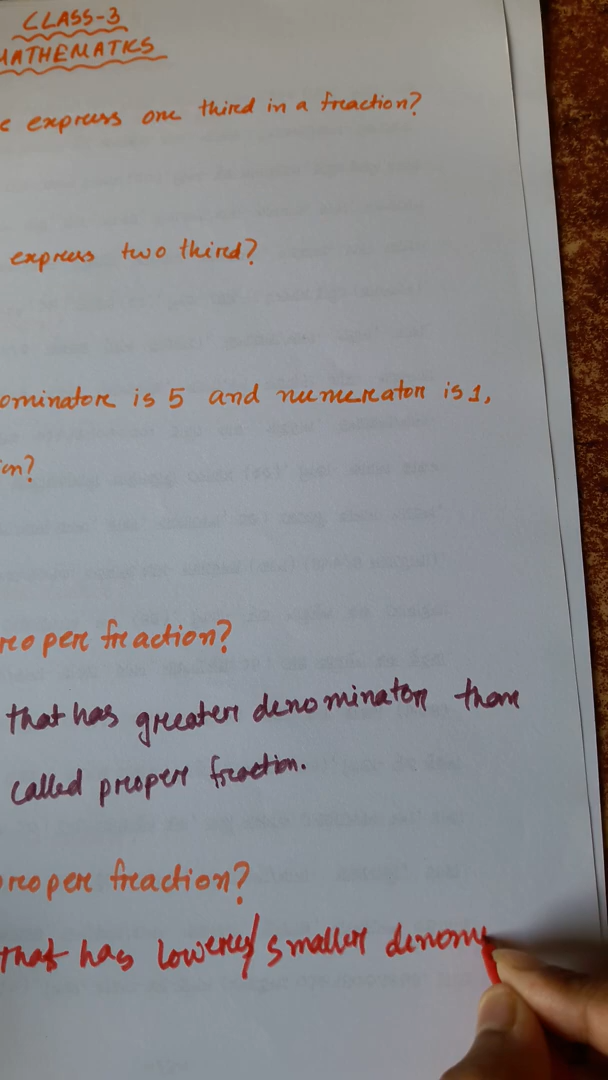 CLASS-3
MATHEMATICS
express one third in a fraction?
express two third?
ominator is 5 and numerator is 1,
on?
roper fraction?
that has greater denominator than
called proper fraction.
proper fraction?
that has lower/smaller denom